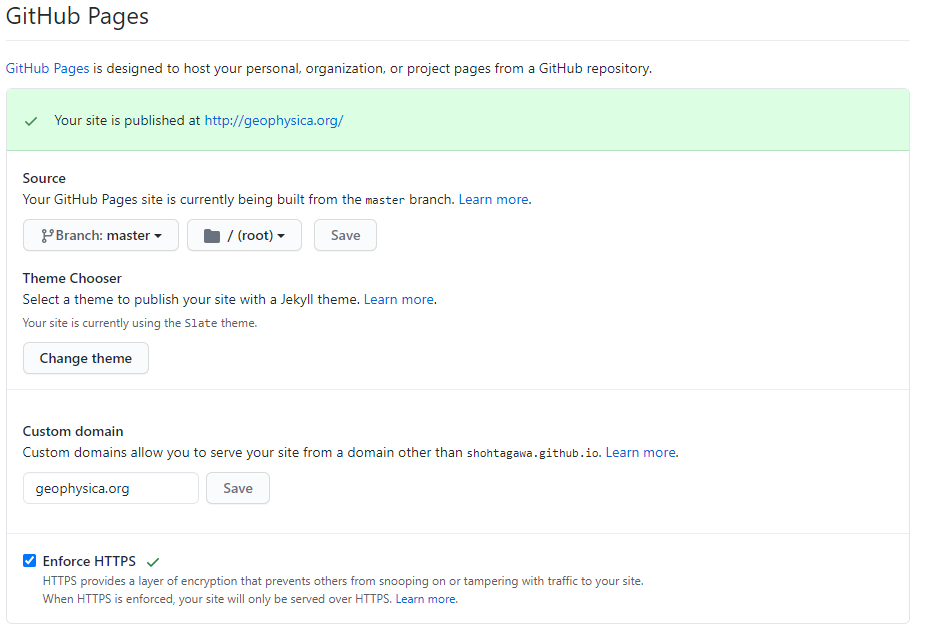 GitHub Pages
GitHub Pages is designed to host your personal, organization, or project pages from a GitHub repository.
Your site is published at http://geophysica.org/
Source
Your GitHub Pages site is currently being built from the master branch. Learn more.
Branch: master / (root) Save
Theme Chooser
Select a theme to publish your site with a Jekyll theme. Learn more.
Your site is currently using the Slate theme.
Change theme
Custom domain
Custom domains allow you to serve your site from a domain other than shohtagawa.github.io. Learn more.
geophysica.org Save
Enforce HTTPS
HTTPS provides a layer of encryption that prevents others from snooping on or tampering with traffic to your site.
When HTTPS is enforced, your site will only be served over HTTPS. Learn more.